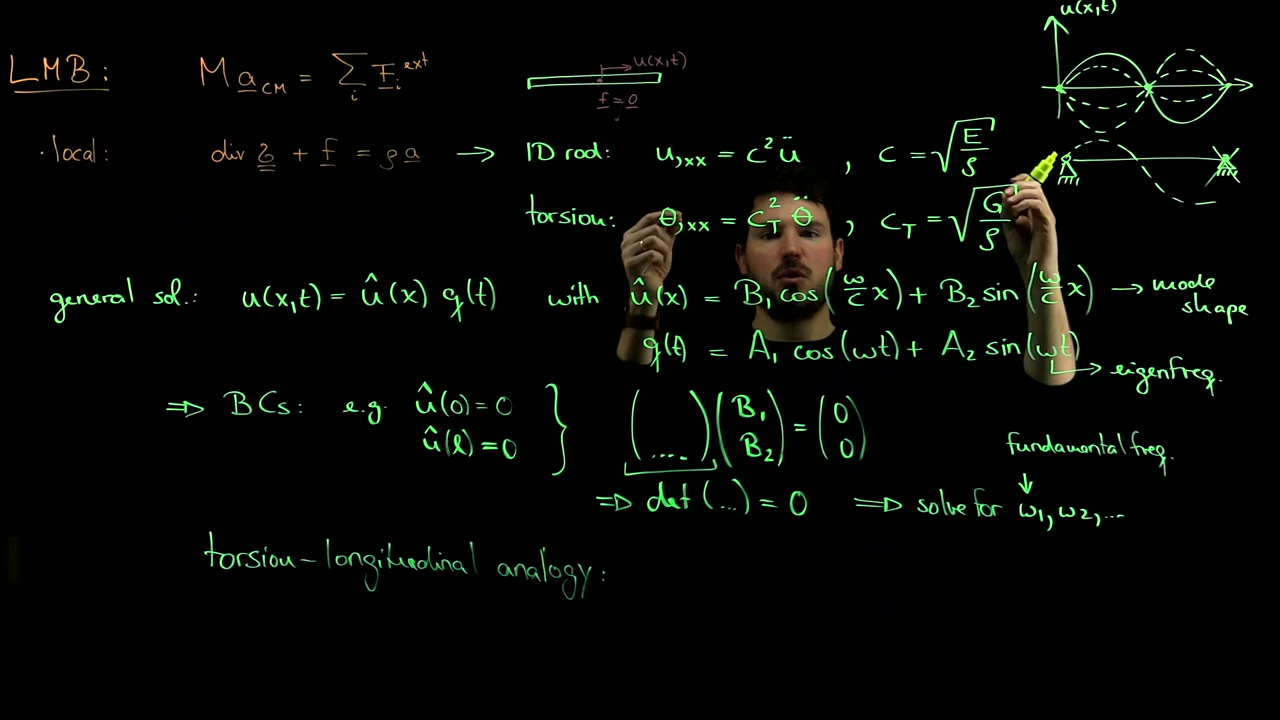 LMB: M a_CM = Σ_i F_i^ext
u(x,t)
f = 0
u(x,t)
· local: div σ + f = ρ a → 1D rod: u,xx = c² ü , c = √(E/ρ)
torsion: θ,xx = c_T² θ̈ , c_T = √(G/ρ)
general sol.: u(x,t) = û(x) q(t) with û(x) = B₁ cos(ω/c x) + B₂ sin(ω/c x) → mode shape
q(t) = A₁ cos(ωt) + A₂ sin(ωt)
→ eigenfreq.
⇒ BCs: e.g. û(0) = 0
û(l) = 0 } ( .... ) (B₁ B₂) = (0 0)
fundamental freq.
⇒ det (...) = 0 ⇒ solve for ω₁, ω₂, ...
torsion – longitudinal analogy: